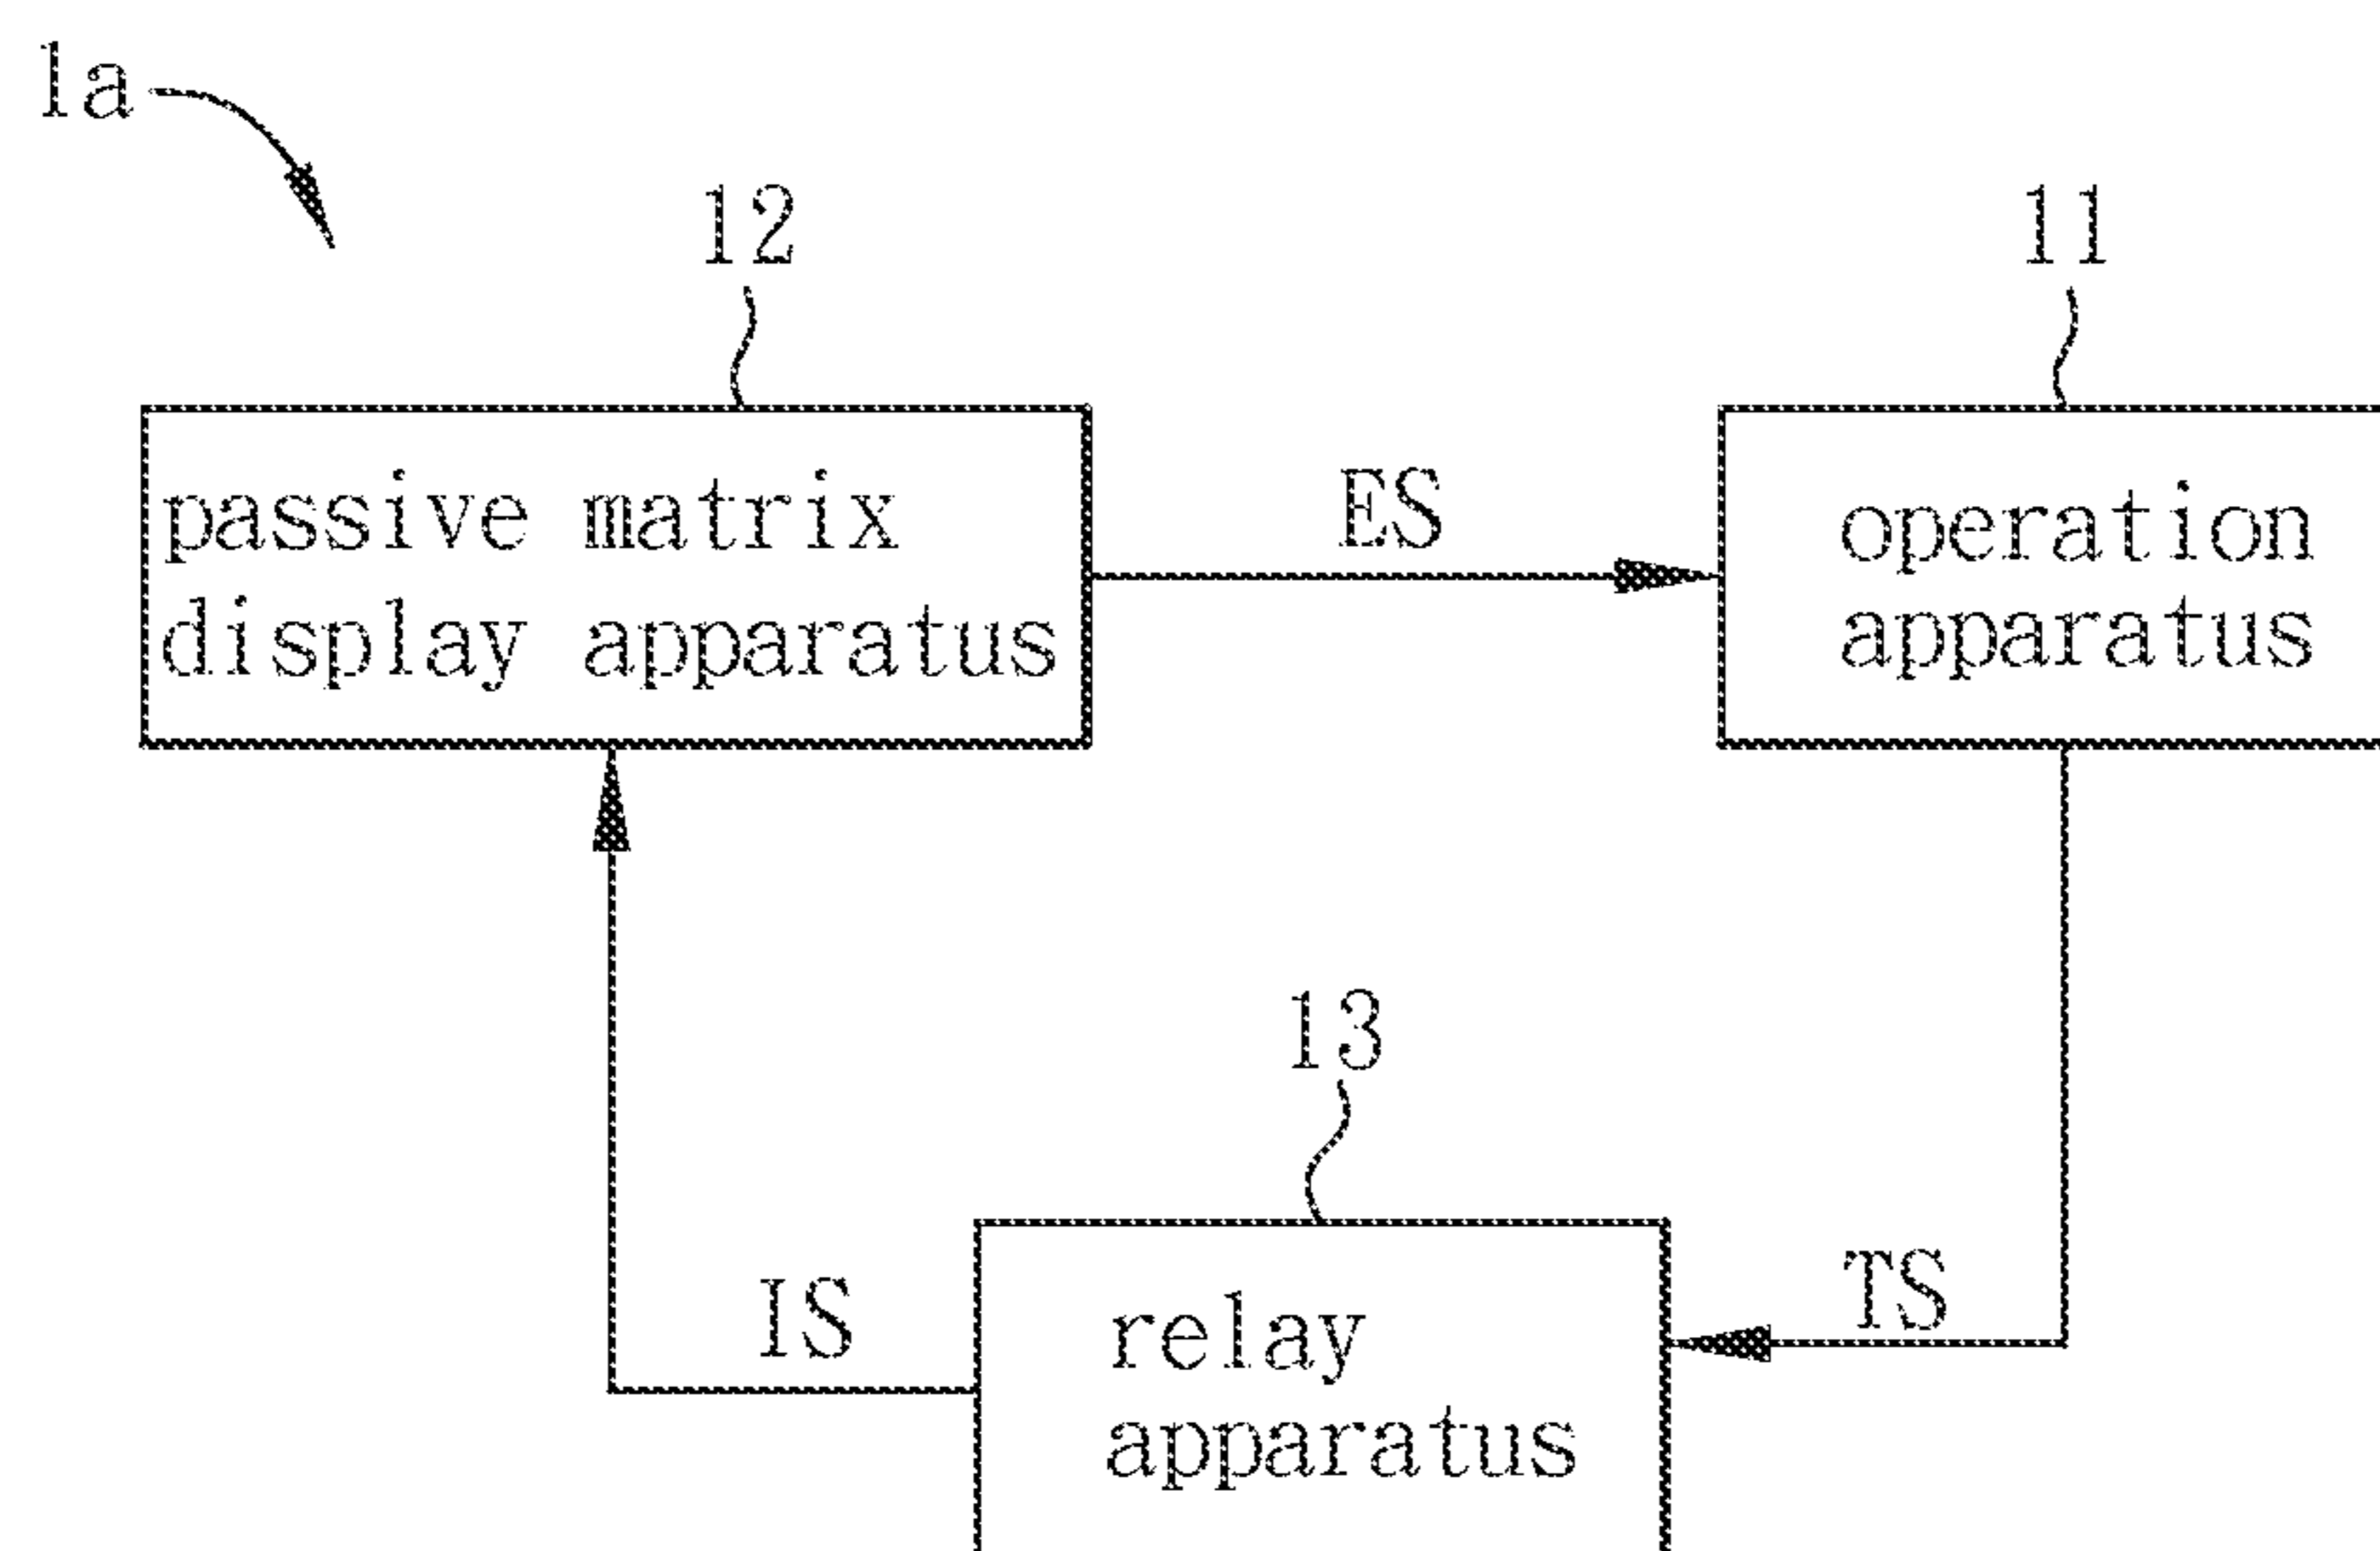 1a
12
11
passive matrix
display apparatus
ES
operation
apparatus
13
IS
relay
apparatus
TS